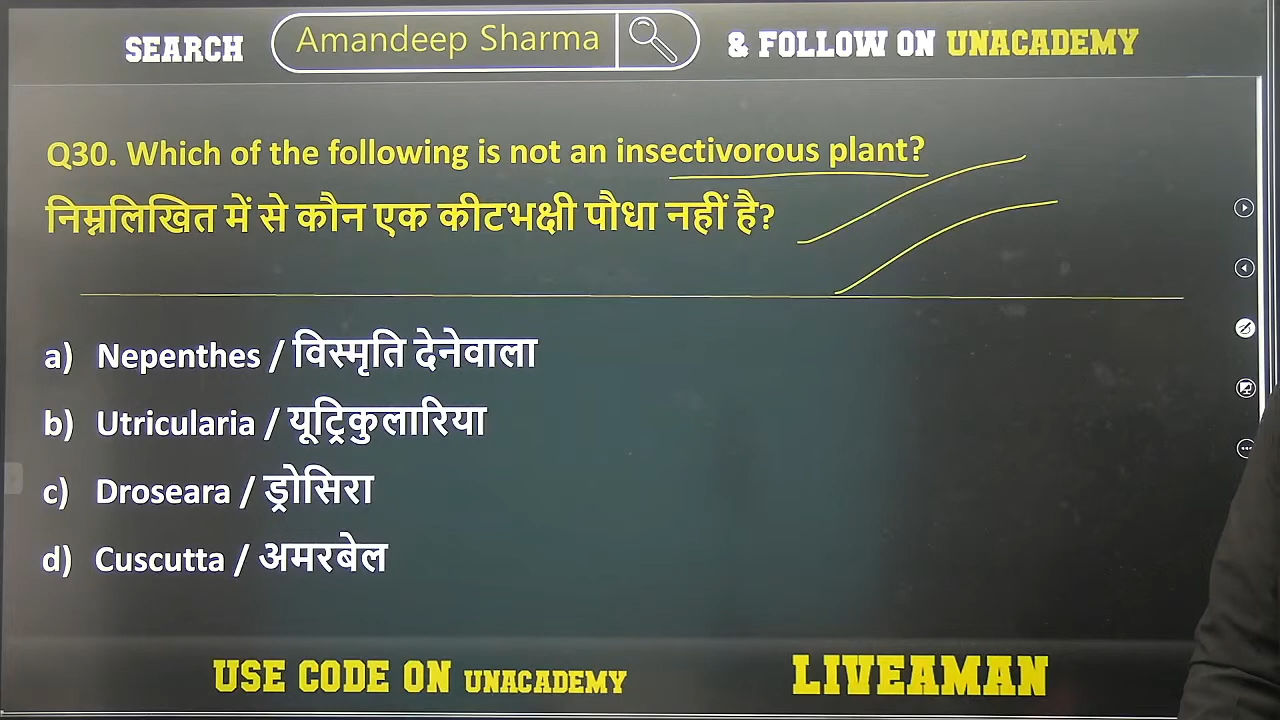 SEARCH Amandeep Sharma & FOLLOW ON UNACADEMY
Q30. Which of the following is not an insectivorous plant?
निम्नलिखित में से कौन एक कीटभक्षी पौधा नहीं है?
a) Nepenthes / विस्मृति देनेवाला
b) Utricularia / यूट्रिकुलारिया
c) Droseara / ड्रोसिरा
d) Cuscutta / अमरबेल
USE CODE ON UNACADEMY LIVEAMAN